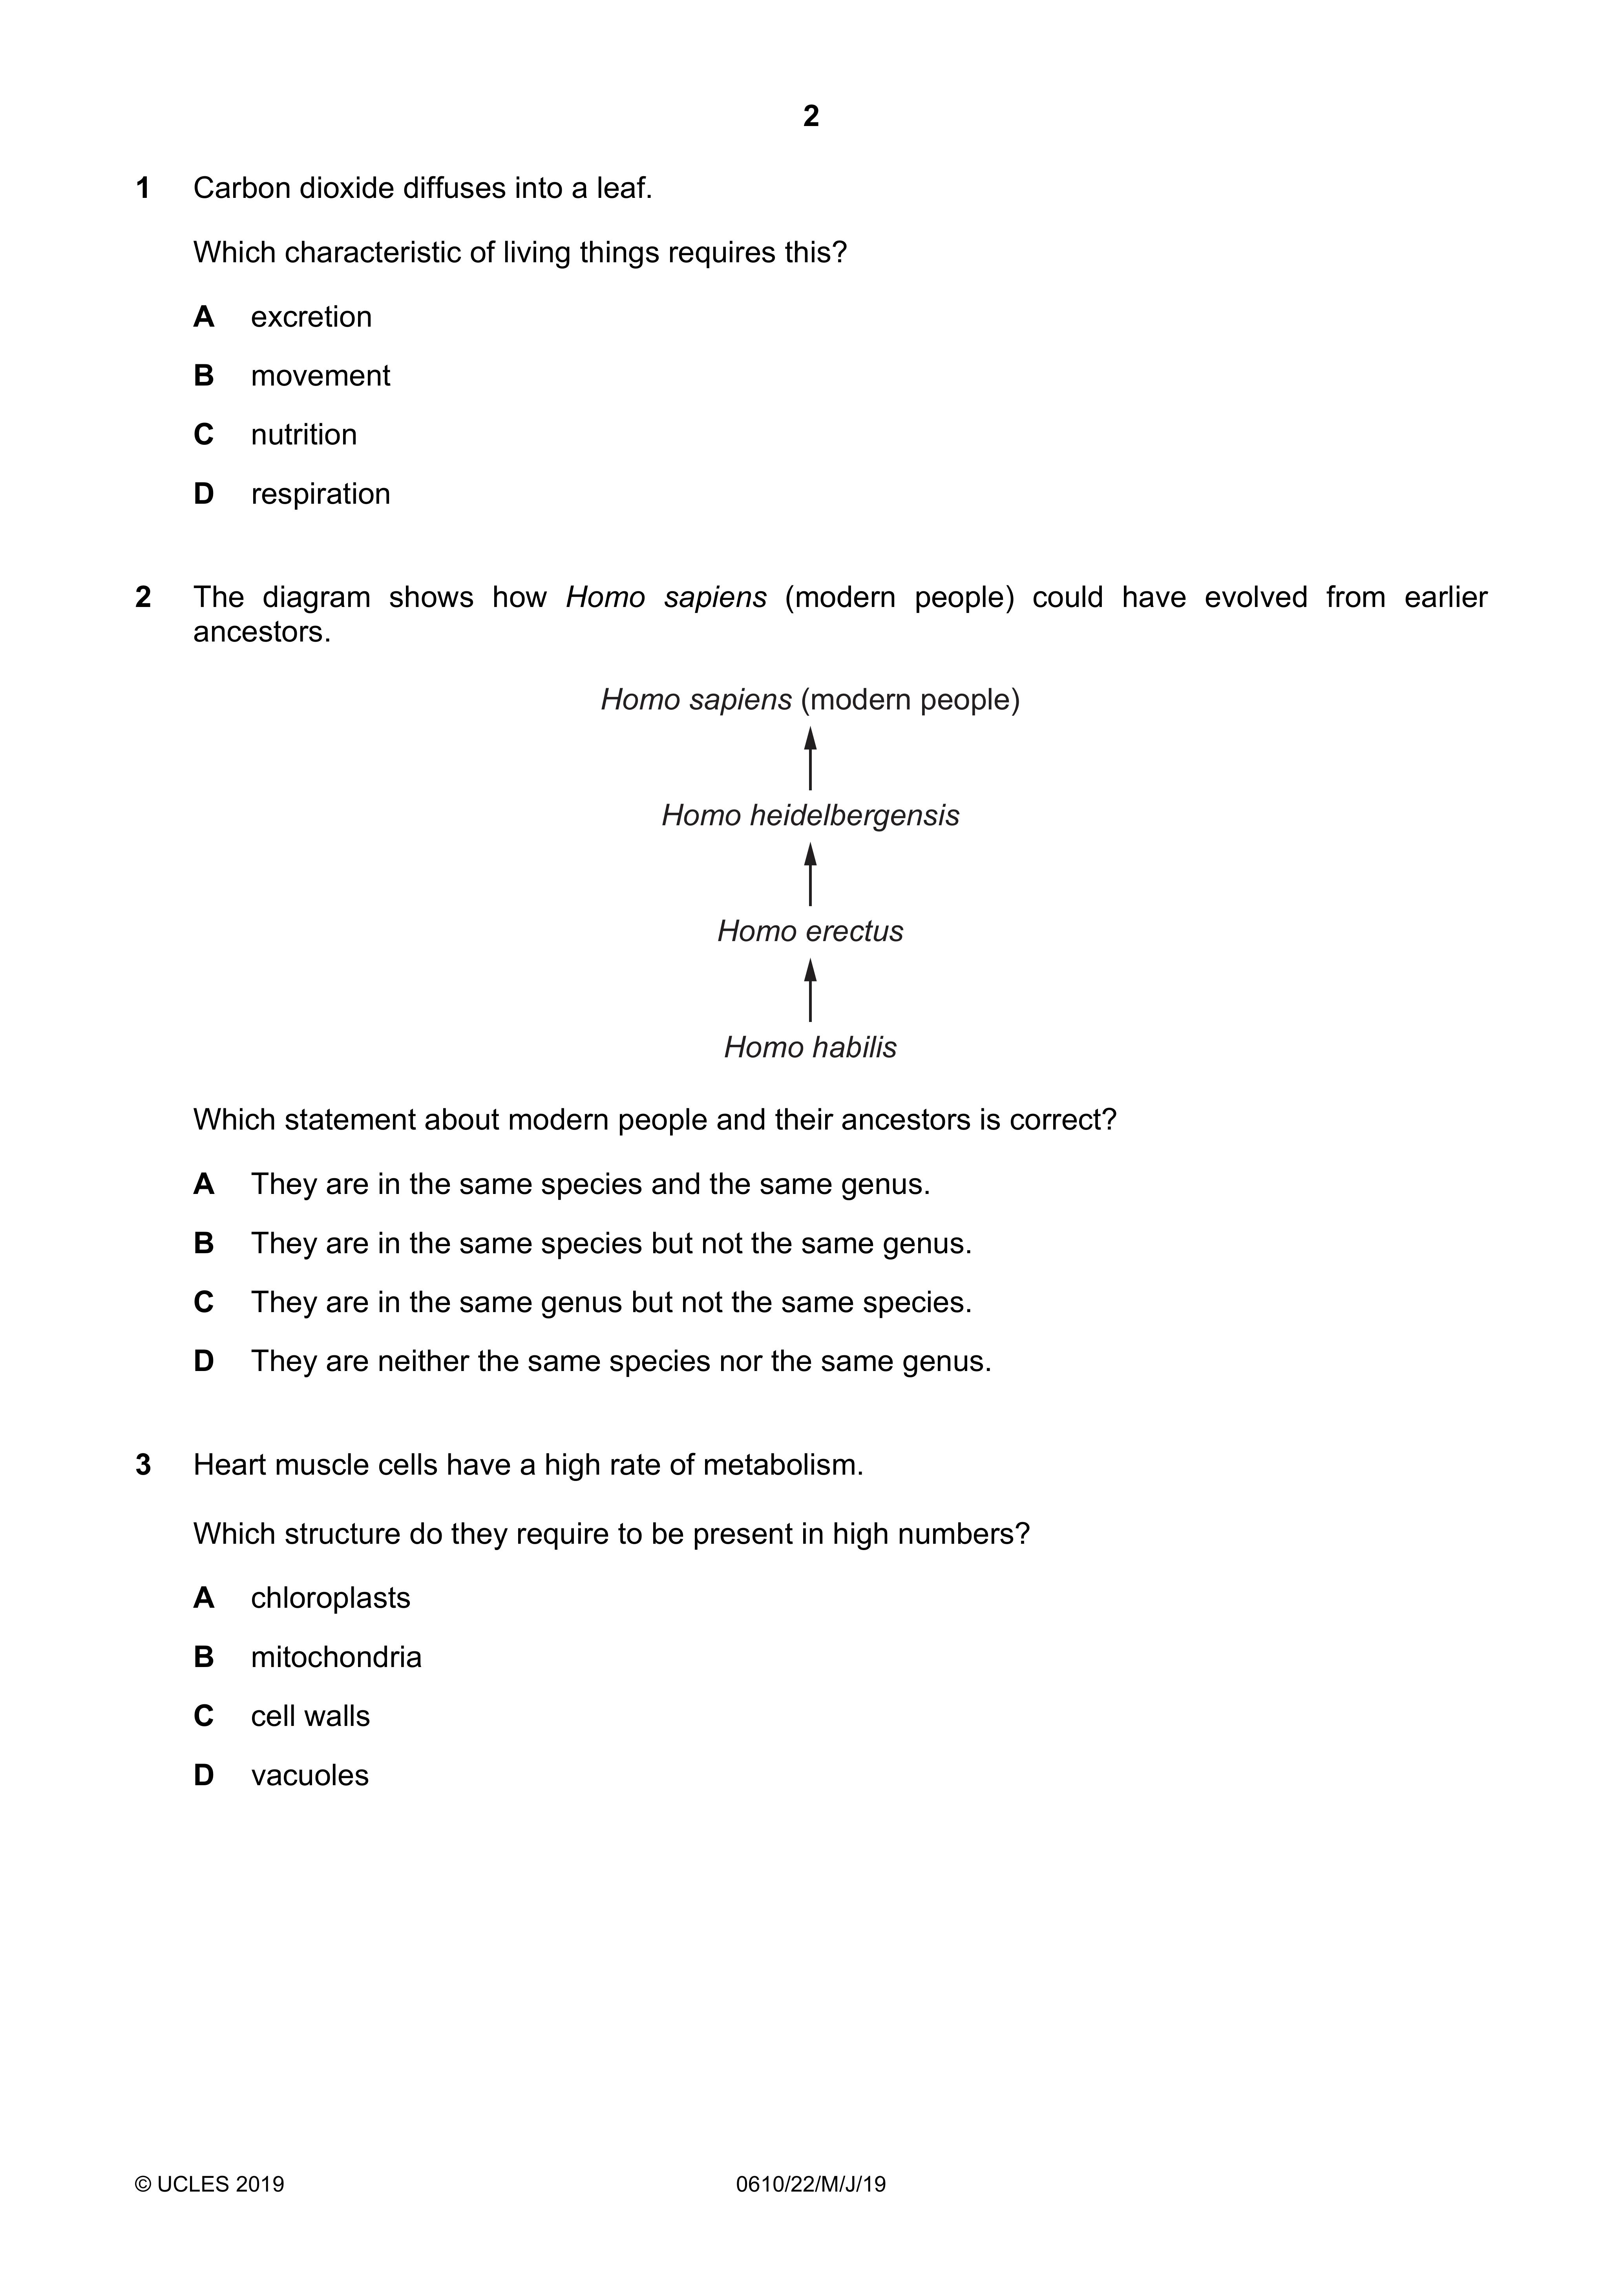 2
1 Carbon dioxide diffuses into a leaf.
Which characteristic of living things requires this?
A excretion
B movement
C nutrition
D respiration
2 The diagram shows how Homo sapiens (modern people) could have evolved from earlier
ancestors.
Homo sapiens (modern people)
Homo heidelbergensis
Homo erectus
Homo habilis
Which statement about modern people and their ancestors is correct?
A They are in the same species and the same genus.
B They are in the same species but not the same genus.
C They are in the same genus but not the same species.
D They are neither the same species nor the same genus.
3 Heart muscle cells have a high rate of metabolism.
Which structure do they require to be present in high numbers?
A chloroplasts
B mitochondria
C cell walls
D vacuoles
© UCLES 2019 0610/22/M/J/19